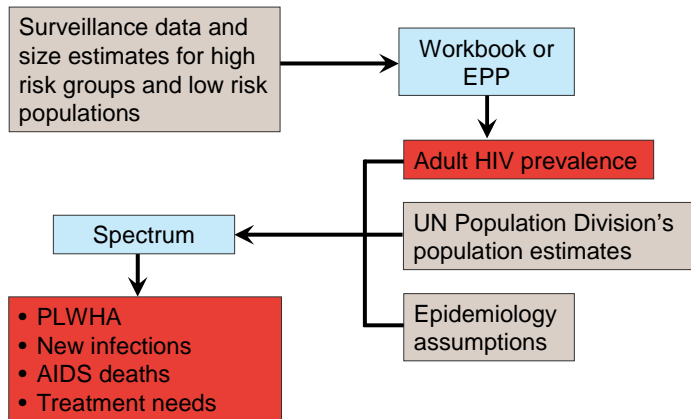 Surveillance data and
size estimates for high
risk groups and low risk
populations
Workbook or
EPP
Adult HIV prevalence
UN Population Division's
population estimates
Spectrum
Epidemiology
assumptions
• PLWHA
• New infections
• AIDS deaths
• Treatment needs